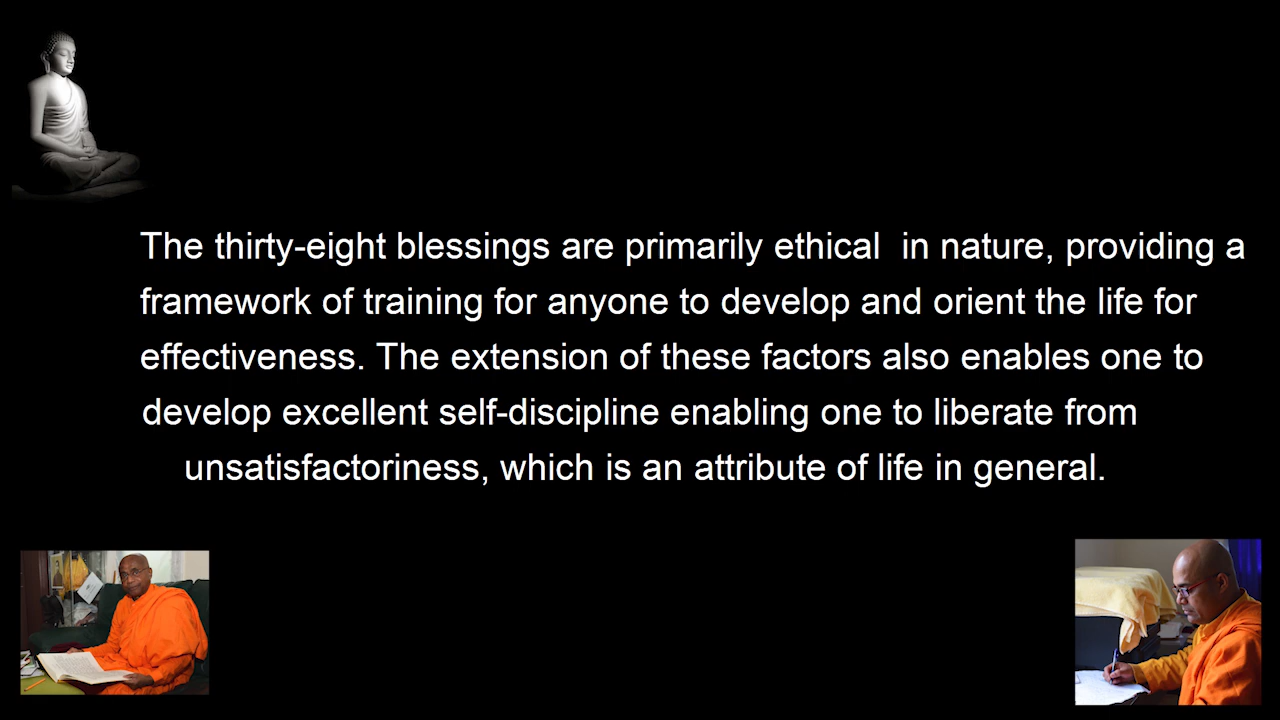 The thirty-eight blessings are primarily ethical  in nature, providing a
framework of training for anyone to develop and orient the life for
effectiveness. The extension of these factors also enables one to
develop excellent self-discipline enabling one to liberate from
unsatisfactoriness, which is an attribute of life in general.